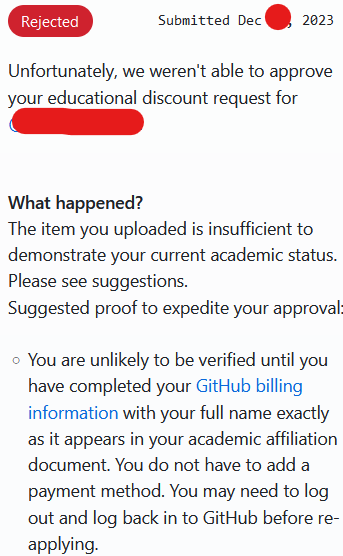 Rejected
Submitted Dec , 2023
Unfortunately, we weren't able to approve
your educational discount request for
What happened?
The item you uploaded is insufficient to
demonstrate your current academic status.
Please see suggestions.
Suggested proof to expedite your approval:
You are unlikely to be verified until you
have completed your GitHub billing
information with your full name exactly
as it appears in your academic affiliation
document. You do not have to add a
payment method. You may need to log
out and log back in to GitHub before re-
applying.